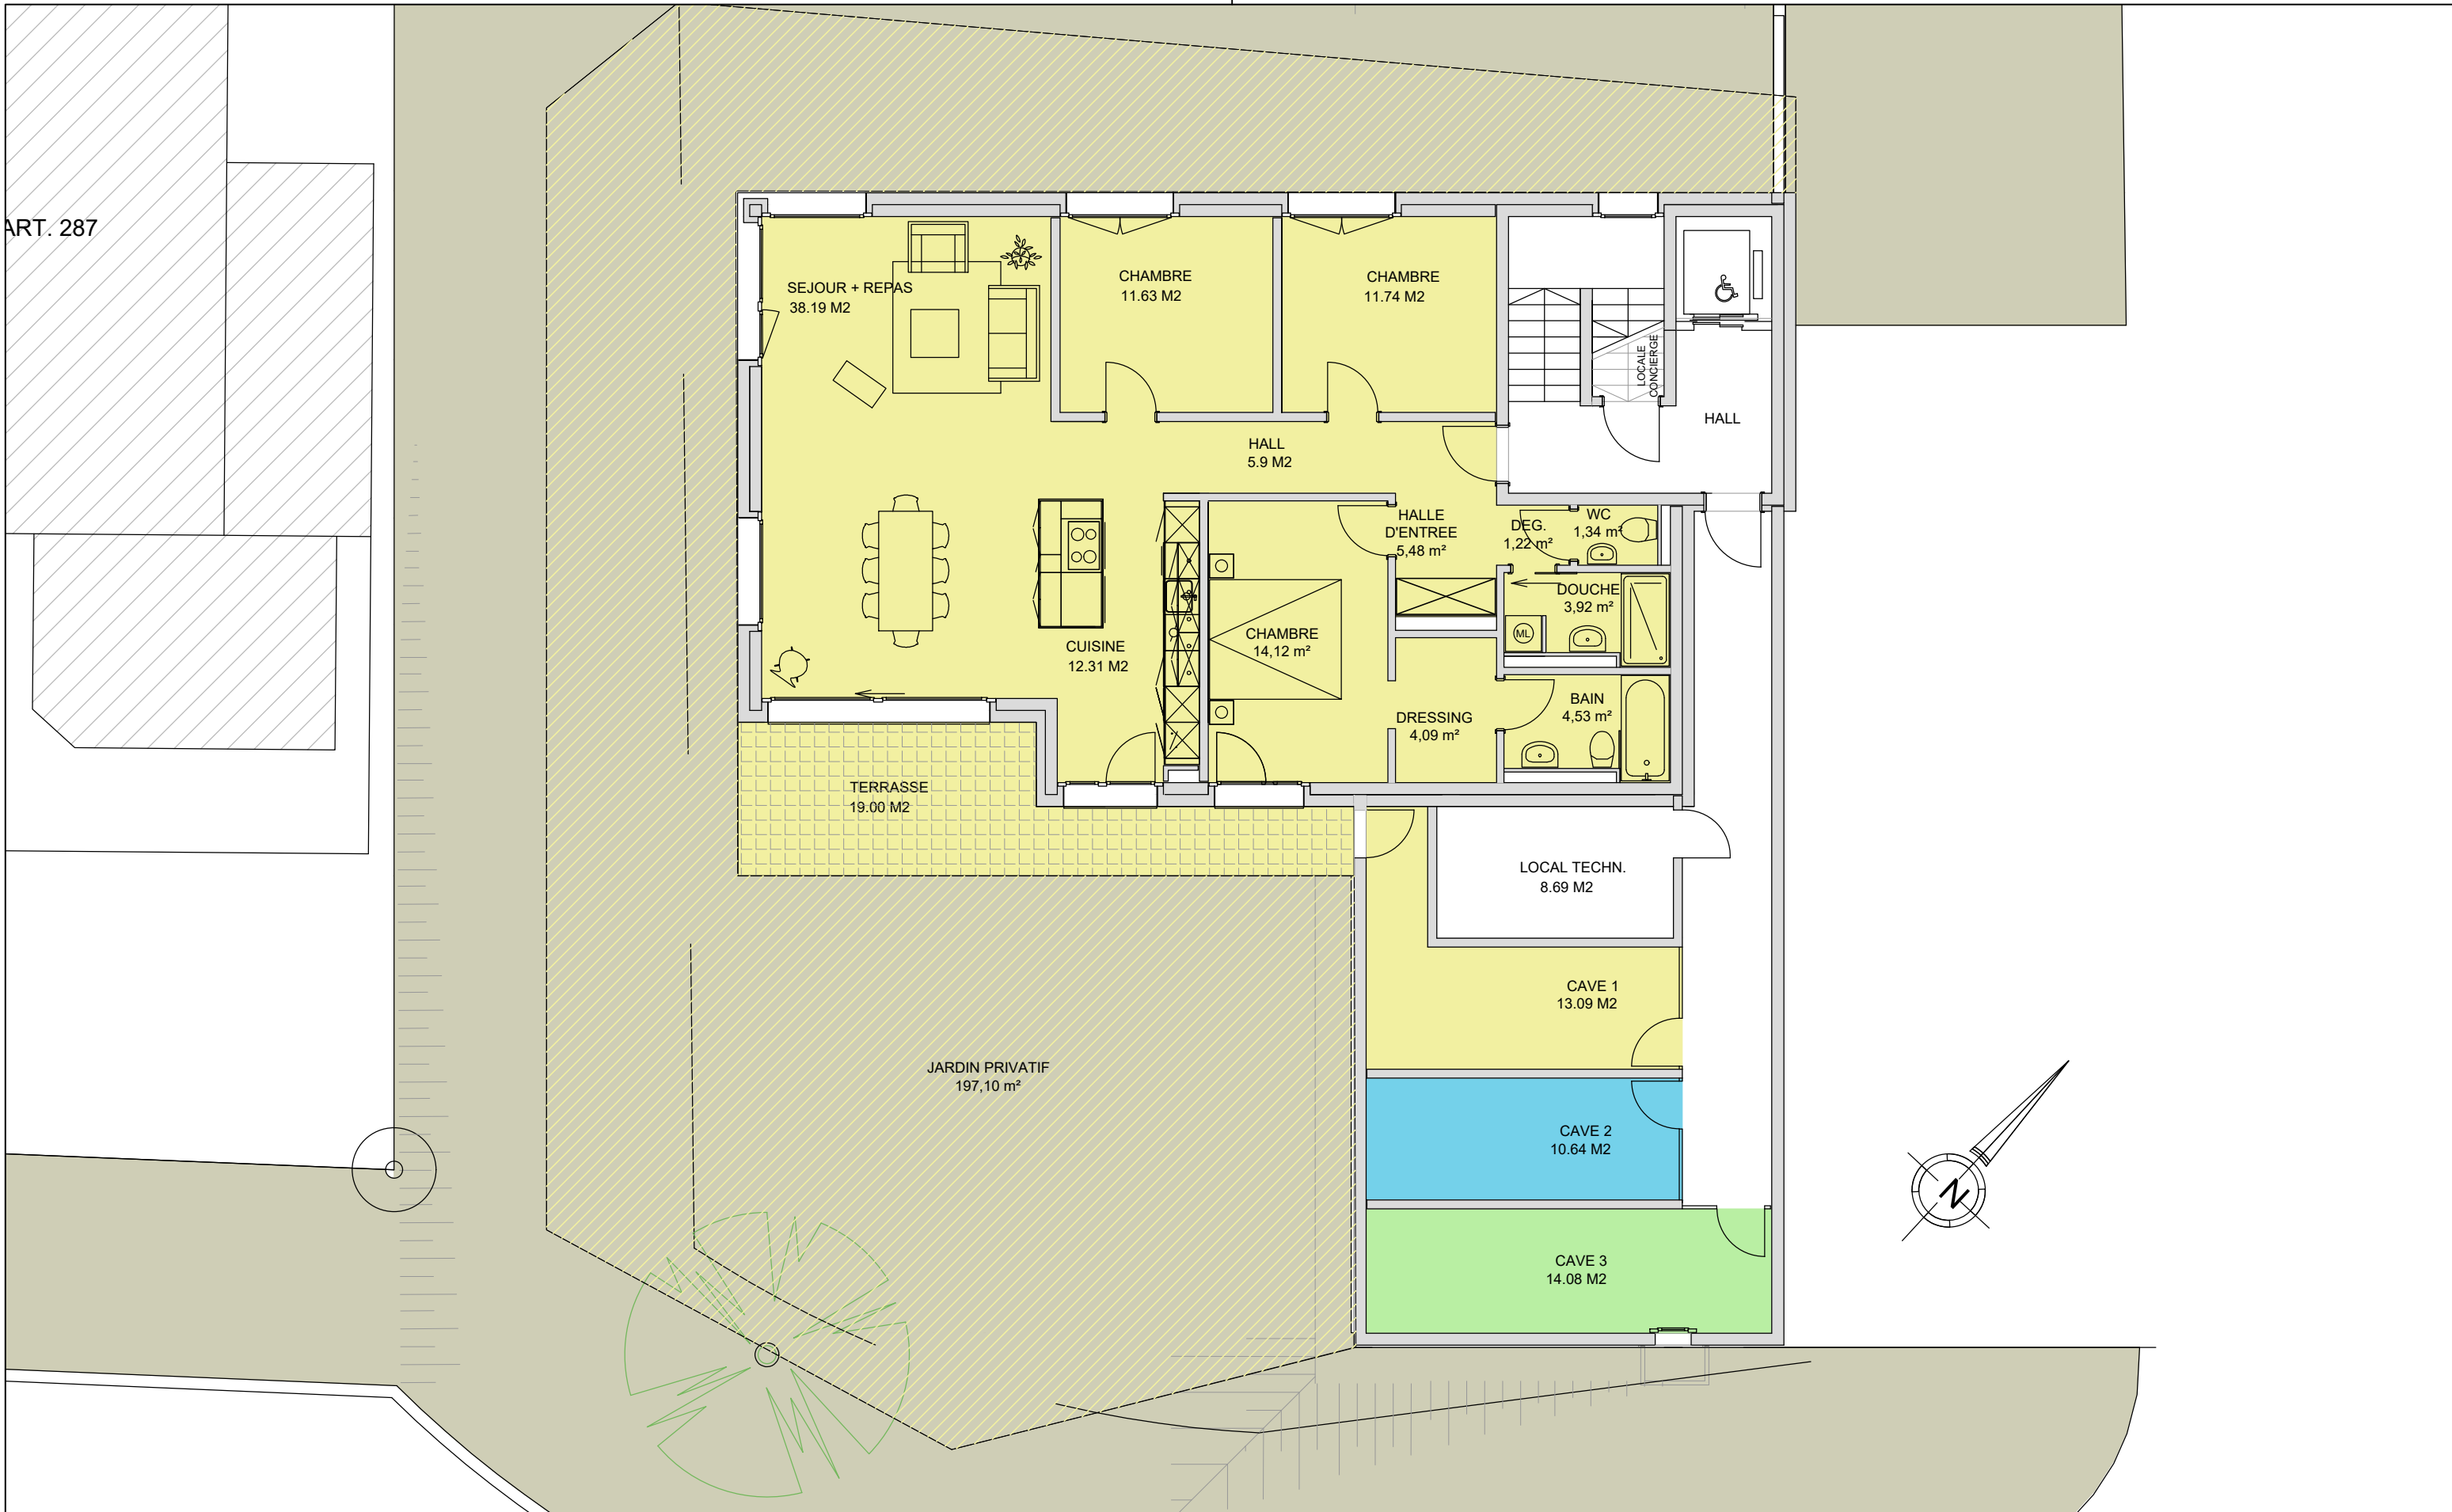 ART. 287
SEJOUR + REPAS
38.19 M2
CHAMBRE
11.63 M2
CHAMBRE
11.74 M2
LOCALE
CONCIERGE
HALL
HALL
5.9 M2
HALLE
D'ENTREE
5,48 m²
DEG.
1,22 m²
WC
1,34 m²
DOUCHE
3,92 m²
ML
CUISINE
12.31 M2
CHAMBRE
14,12 m²
DRESSING
4,09 m²
BAIN
4,53 m²
TERRASSE
19.00 M2
LOCAL TECHN.
8.69 M2
CAVE 1
13.09 M2
JARDIN PRIVATIF
197,10 m²
CAVE 2
10.64 M2
N
CAVE 3
14.08 M2